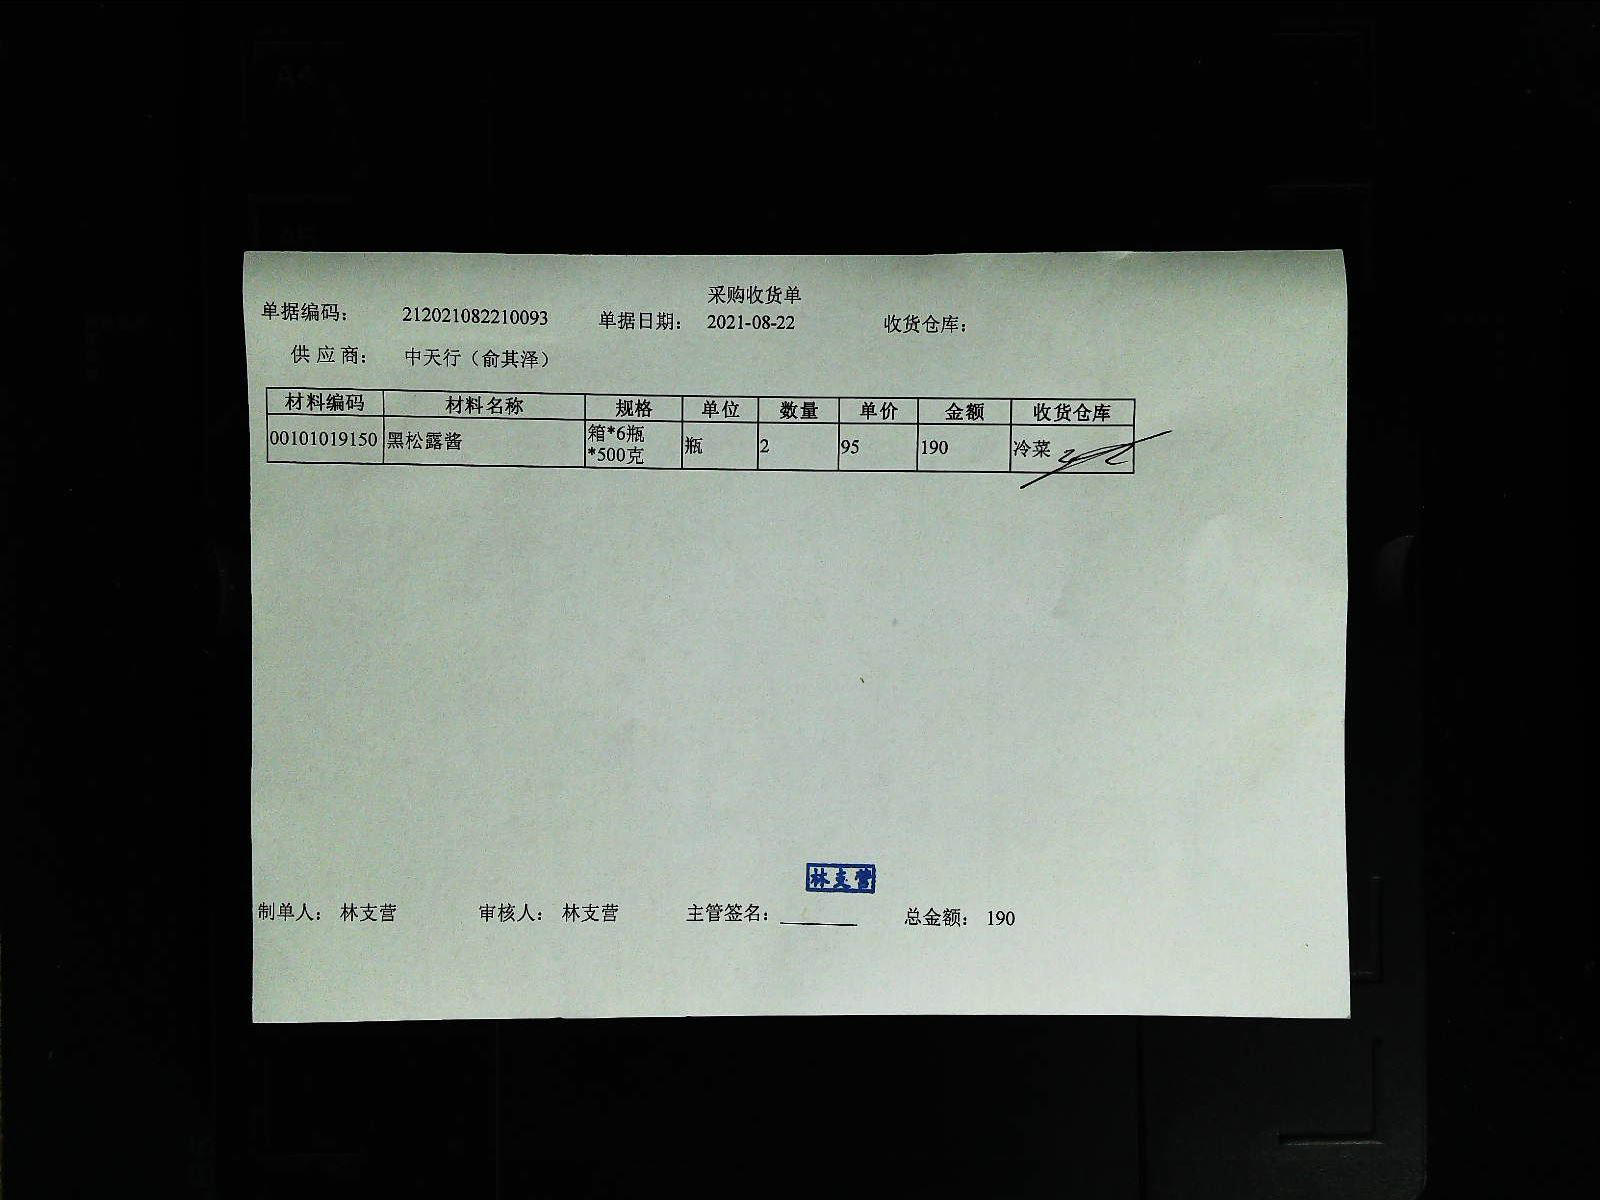 采购收货单
单据编码： 212021082210093 单据日期： 2021-08-22 收货仓库：
供 应 商： 中天行（俞其泽）
材料编码 材料名称 规格 单位 数量 单价 金额 收货仓库
00101019150 黑松露酱 箱*6瓶 瓶 2 95 190 冷菜
*500克
林支营
制单人： 林支营 审核人： 林支营 主管签名： 总金额： 190